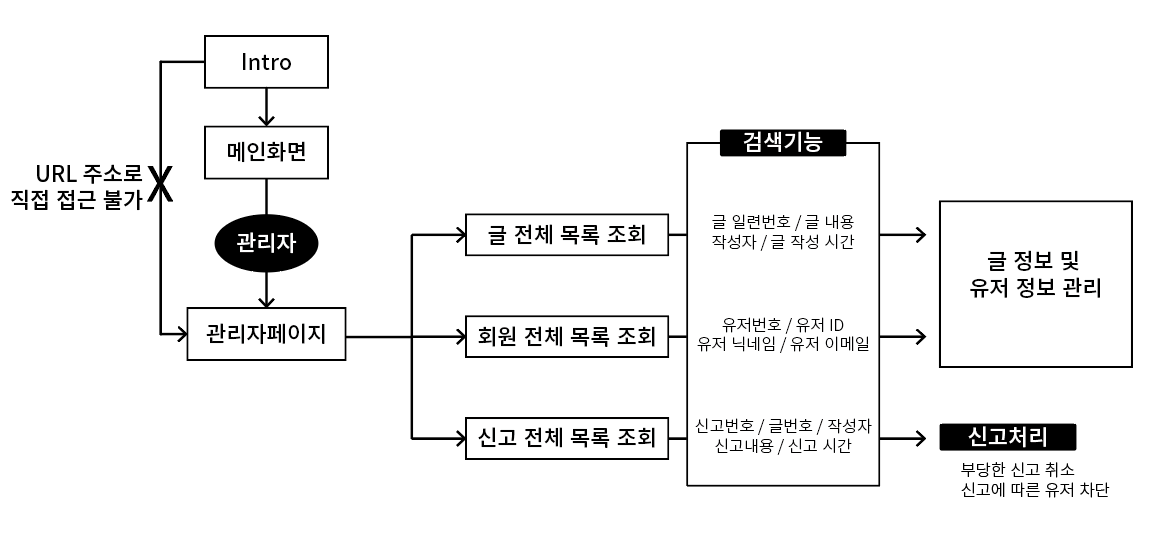 Intro
메인화면
URL 주소로
직접 접근 불가
X
관리자
관리자페이지
글 전체 목록 조회
회원 전체 목록 조회
신고 전체 목록 조회
검색기능
글 일련번호 / 글 내용
작성자 / 글 작성 시간
유저번호 / 유저 ID
유저 닉네임 / 유저 이메일
신고번호 / 글번호 / 작성자
신고내용 / 신고 시간
글 정보 및
유저 정보 관리
신고처리
부당한 신고 취소
신고에 따른 유저 차단